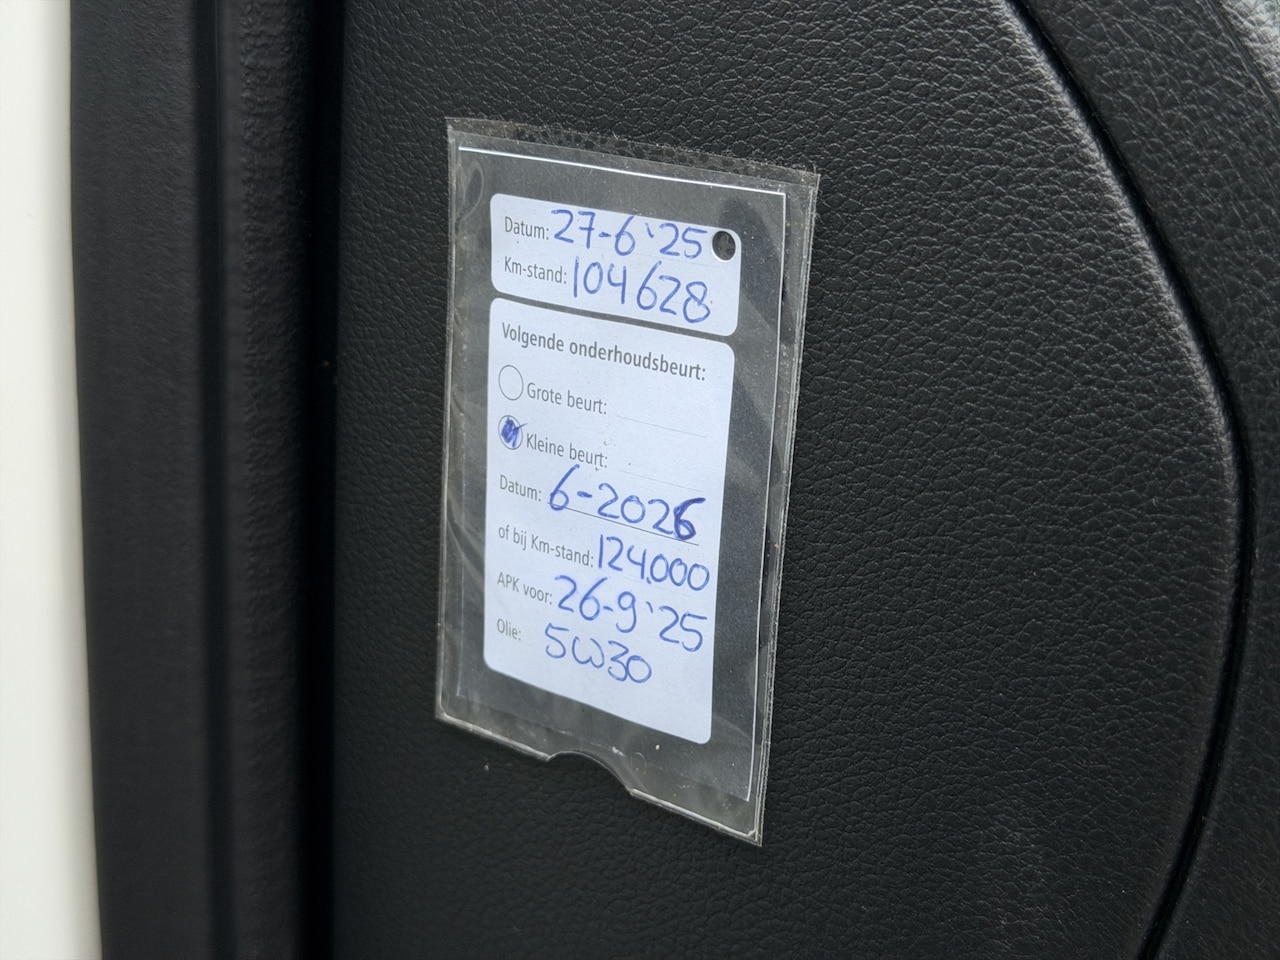 Datum: 27-6 '25
Km-stand: 104628
Volgende onderhoudsbeurt:
Grote beurt:
Kleine beurt:
Datum: 6-2026
of bij Km-stand: 124.000
APK voor: 26-9 '25
Olie: 5W30